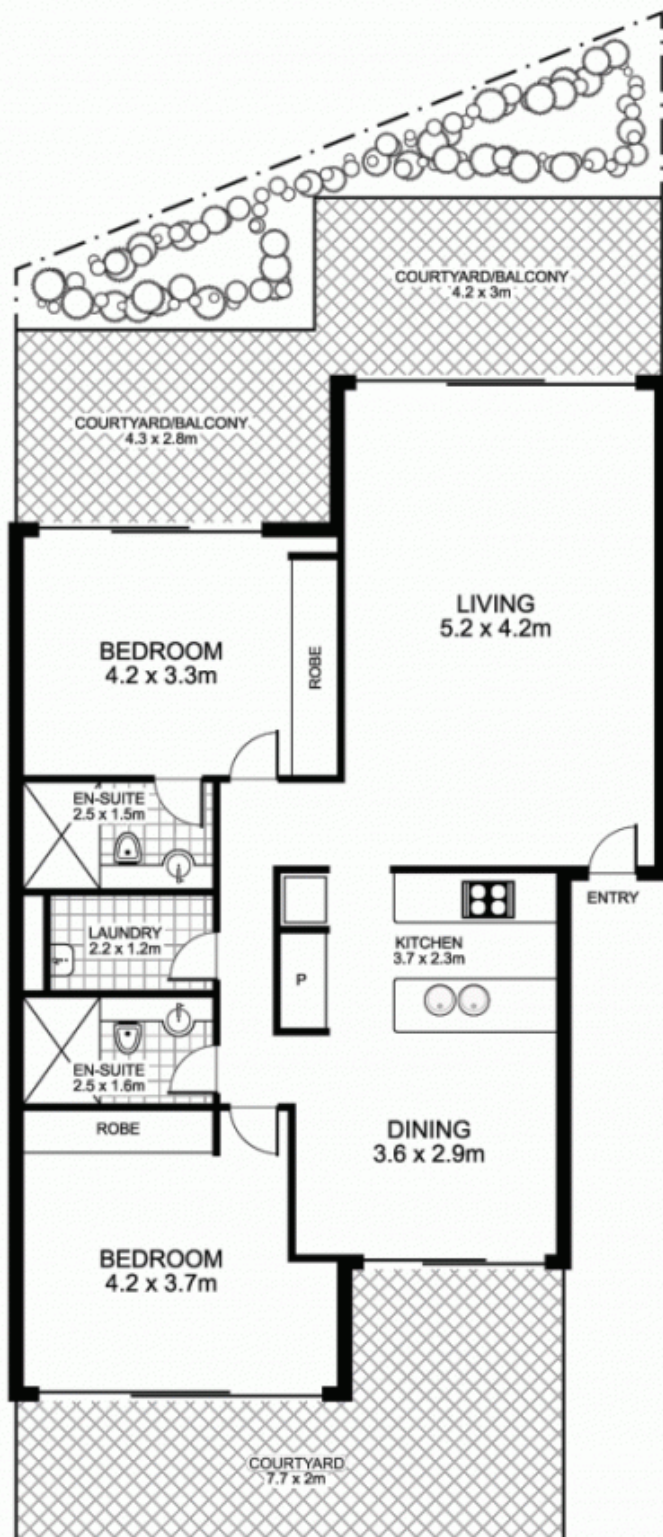 COURTYARD/BALCONY
4.2 x 3m
COURTYARD/BALCONY
4.3 x 2.8m
LIVING
5.2 x 4.2m
BEDROOM
4.2 x 3.3m
ROBE
EN-SUITE
2.5 x 1.5m
ENTRY
LAUNDRY
2.2 x 1.2m
KITCHEN
3.7 x 2.3m
P
EN-SUITE
2.5 x 1.6m
ROBE
DINING
3.6 x 2.9m
BEDROOM
4.2 x 3.7m
COURTYARD
7.7 x 2m